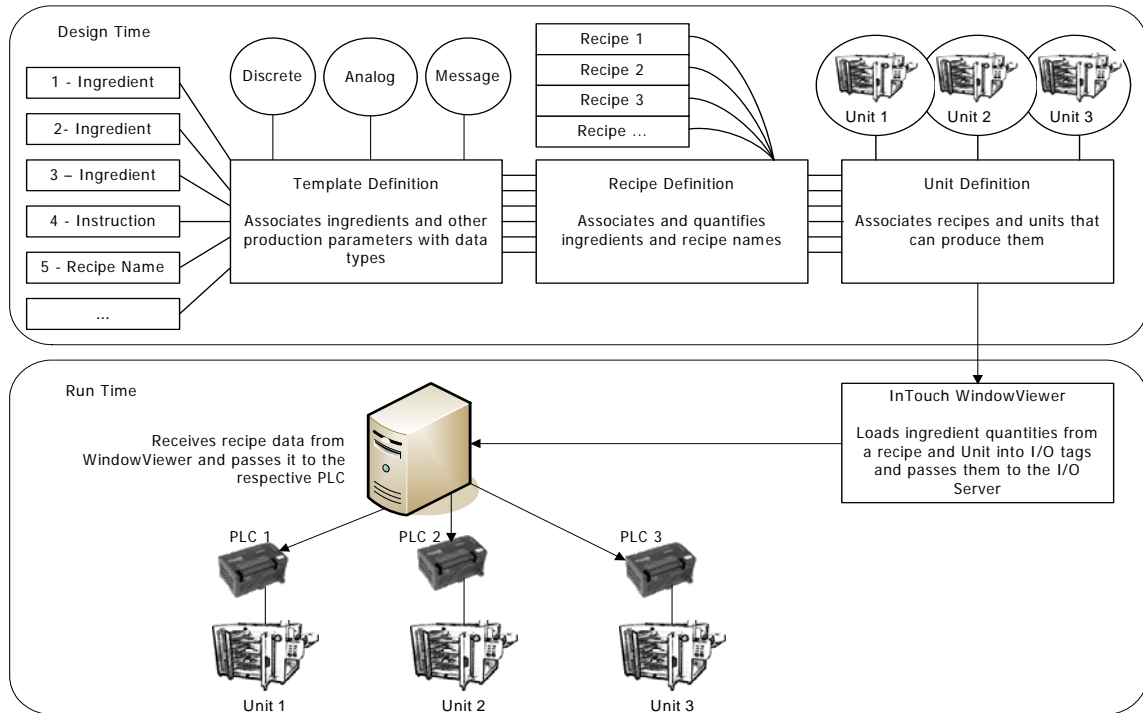 Design Time
1 - Ingredient
2- Ingredient
3 – Ingredient
4 - Instruction
5 - Recipe Name
...
Discrete
Analog
Message
Recipe 1
Recipe 2
Recipe 3
Recipe ...
Unit 1
Unit 2
Unit 3
Template Definition
Associates ingredients and other
production parameters with data
types
Recipe Definition
Associates and quantifies
ingredients and recipe names
Unit Definition
Associates recipes and units that
can produce them
Run Time
InTouch WindowViewer
Loads ingredient quantities from
a recipe and Unit into I/O tags
and passes them to the I/O
Server
Receives recipe data from
WindowViewer and passes it to the
respective PLC
PLC 1
PLC 2
PLC 3
Unit 1
Unit 2
Unit 3